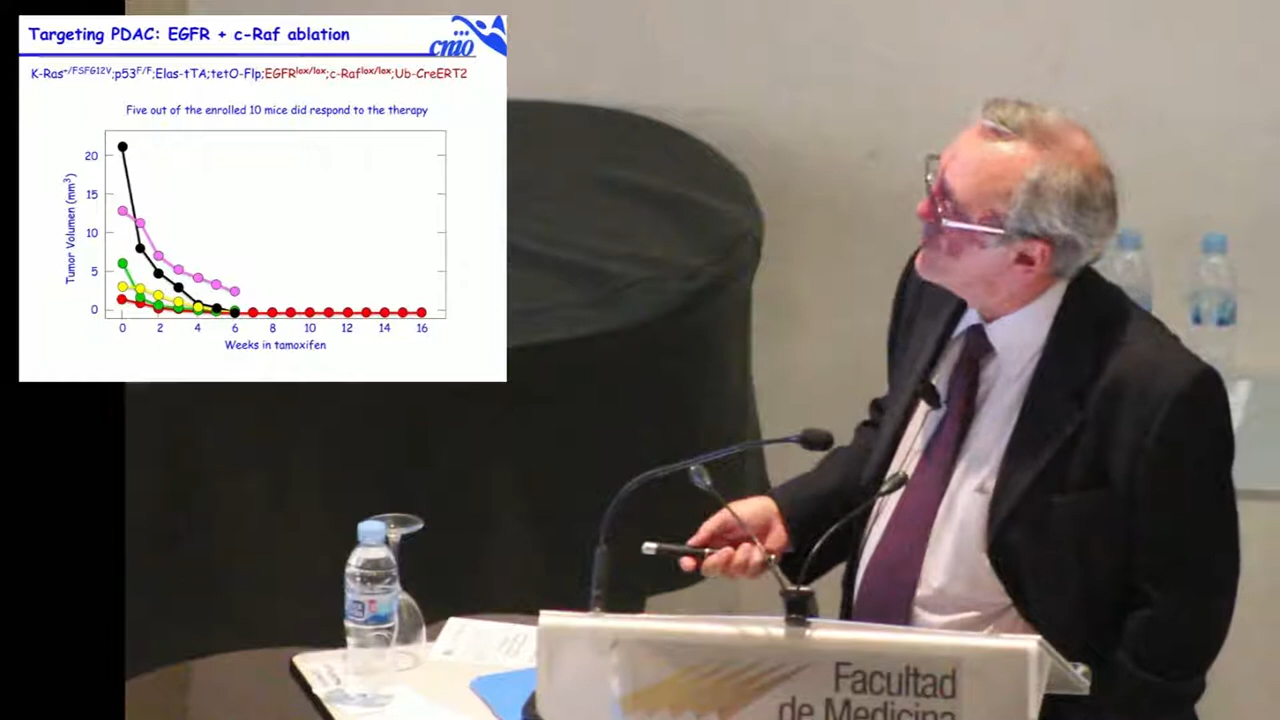 Targeting PDAC: EGFR + c-Raf ablation
cnio
K-Ras+/FSFG12V;p53F/F;Elas-tTA;tetO-Flp;EGFRlox/lox;c-Raflox/lox;Ub-CreERT2
Five out of the enrolled 10 mice did respond to the therapy
Tumor Volumen (mm3)
20
15
10
5
0
0 2 4 6 8 10 12 14 16
Weeks in tamoxifen
Facultad
de Medicina